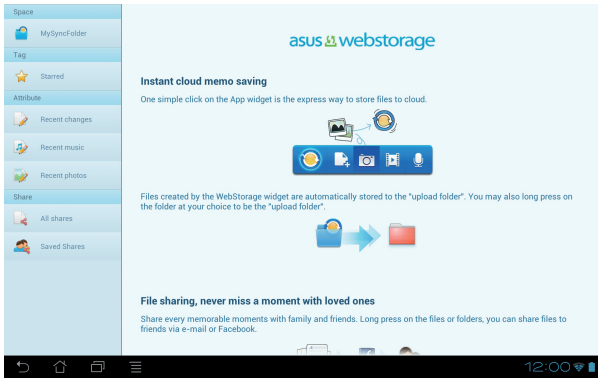 Space
MySyncFolder
Tag
Starred
Attribute
Recent changes
Recent music
Recent photos
Share
All shares
Saved Shares
asus webstorage
Instant cloud memo saving
One simple click on the App widget is the express way to store files to cloud.
Files created by the WebStorage widget are automatically stored to the "upload folder". You may also long press on
the folder at your choice to be the "upload folder".
File sharing, never miss a moment with loved ones
Share every memorable moments with family and friends. Long press on the files or folders, you can share files to
friends via e-mail or Facebook.
12:00